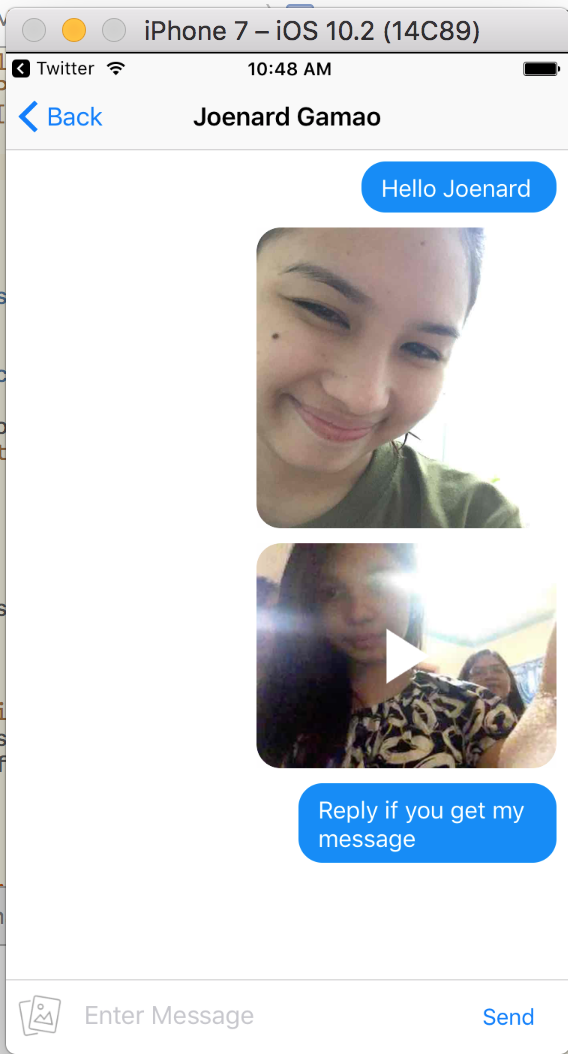 iPhone 7 – iOS 10.2 (14C89)
Twitter 10:48 AM
Back Joenard Gamao
Hello Joenard
Reply if you get my
message
Enter Message Send